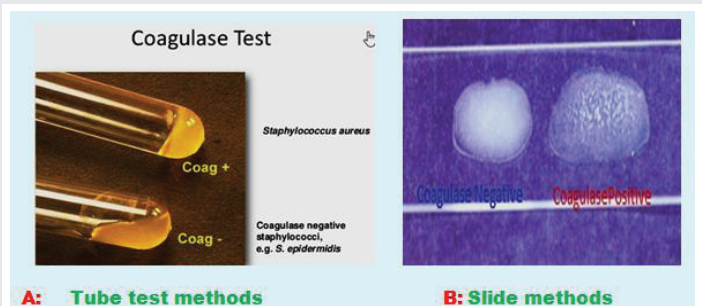 Coagulase Test
Staphylococcus aureus
Coag +
Coagulase negative
staphylococci,
e.g. S. epidermidis
Coag -
Coagulase Negative
CoagulasePositive
A: Tube test methods
B: Slide methods